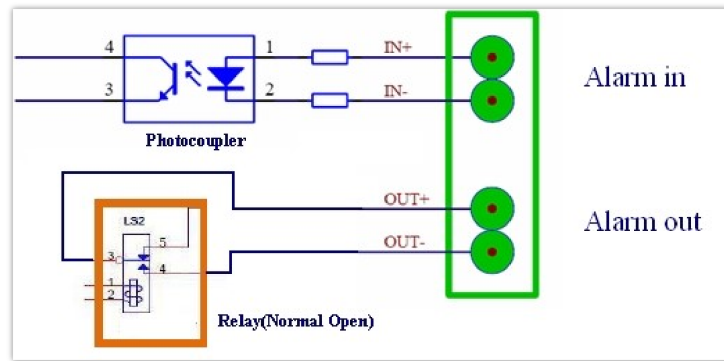 4
1
IN+
3
2
IN-
Alarm in
Photocoupler
OUT+
LS2
5
Alarm out
3
OUT-
4
1
2
Relay(Normal Open)